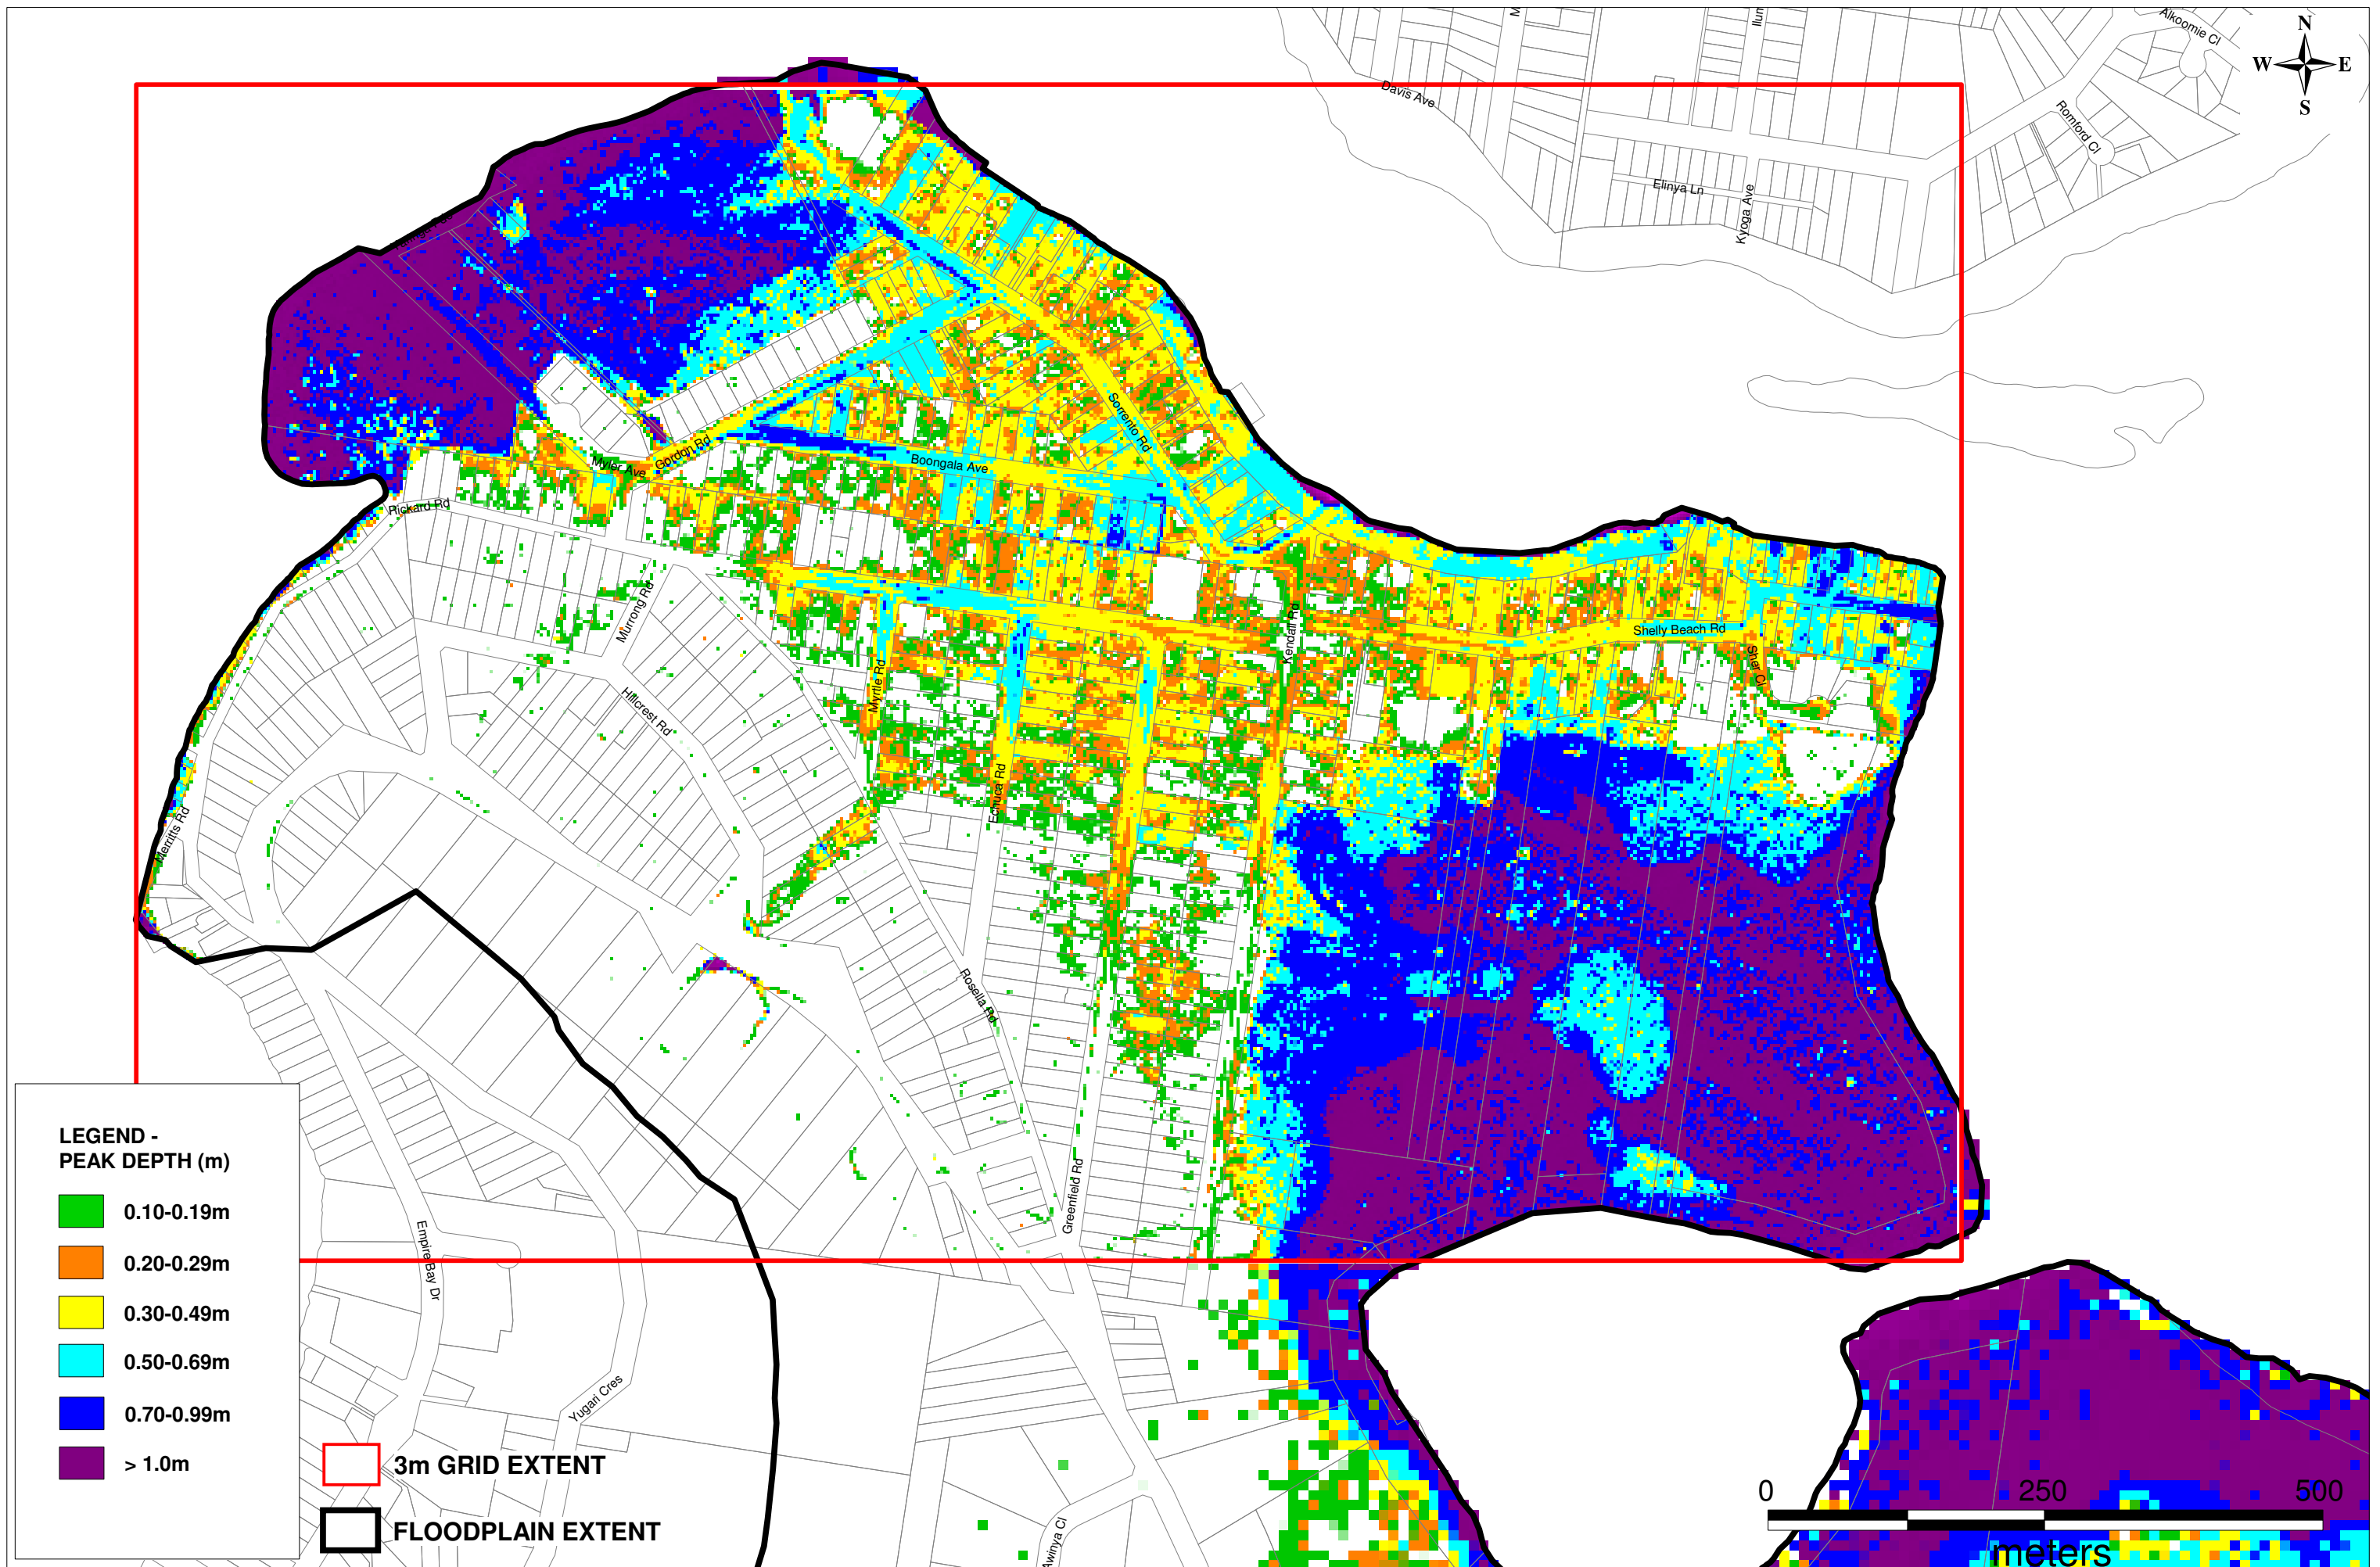 Alkoomie Cl
N
W
E
S
Davis Ave
Romford Cl
Elinya Ln
Kyoga Ave
Sorrento Rd
Boongala Ave
Gordon Rd
Myler Ave
Rickard Rd
Murrong Rd
Kendall Rd
Shelly Beach Rd
Sher Cl
Myrtle Rd
Hillcrest Rd
Echuca Rd
Merritts Rd
Rosella Rd
Greenfield Rd
Empire Bay Dr
Yugari Cres
Awinya Cl
LEGEND -
PEAK DEPTH (m)
0.10-0.19m
0.20-0.29m
0.30-0.49m
0.50-0.69m
0.70-0.99m
> 1.0m
3m GRID EXTENT
FLOODPLAIN EXTENT
0 250 500
meters